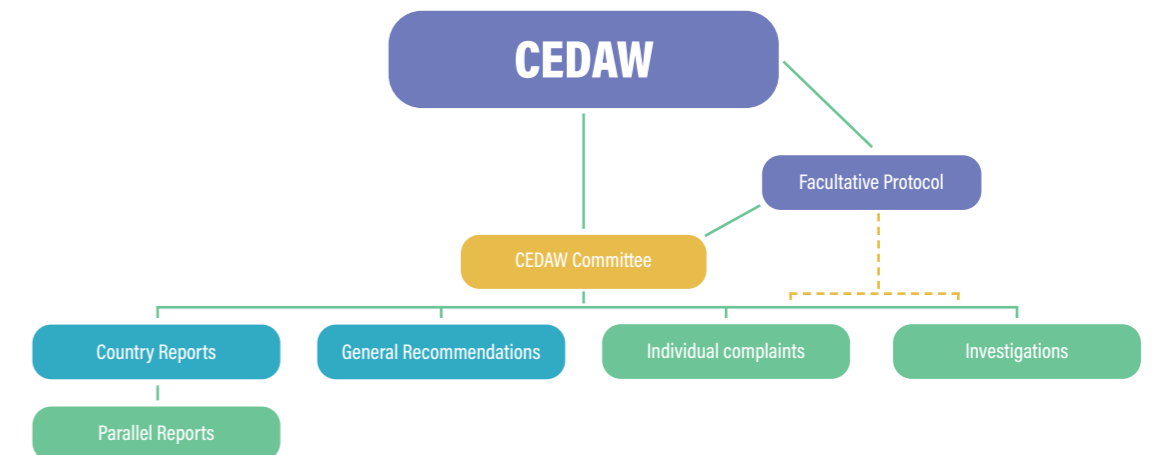 CEDAW
Facultative Protocol
CEDAW Committee
Country Reports
General Recommendations
Individual complaints
Investigations
Parallel Reports